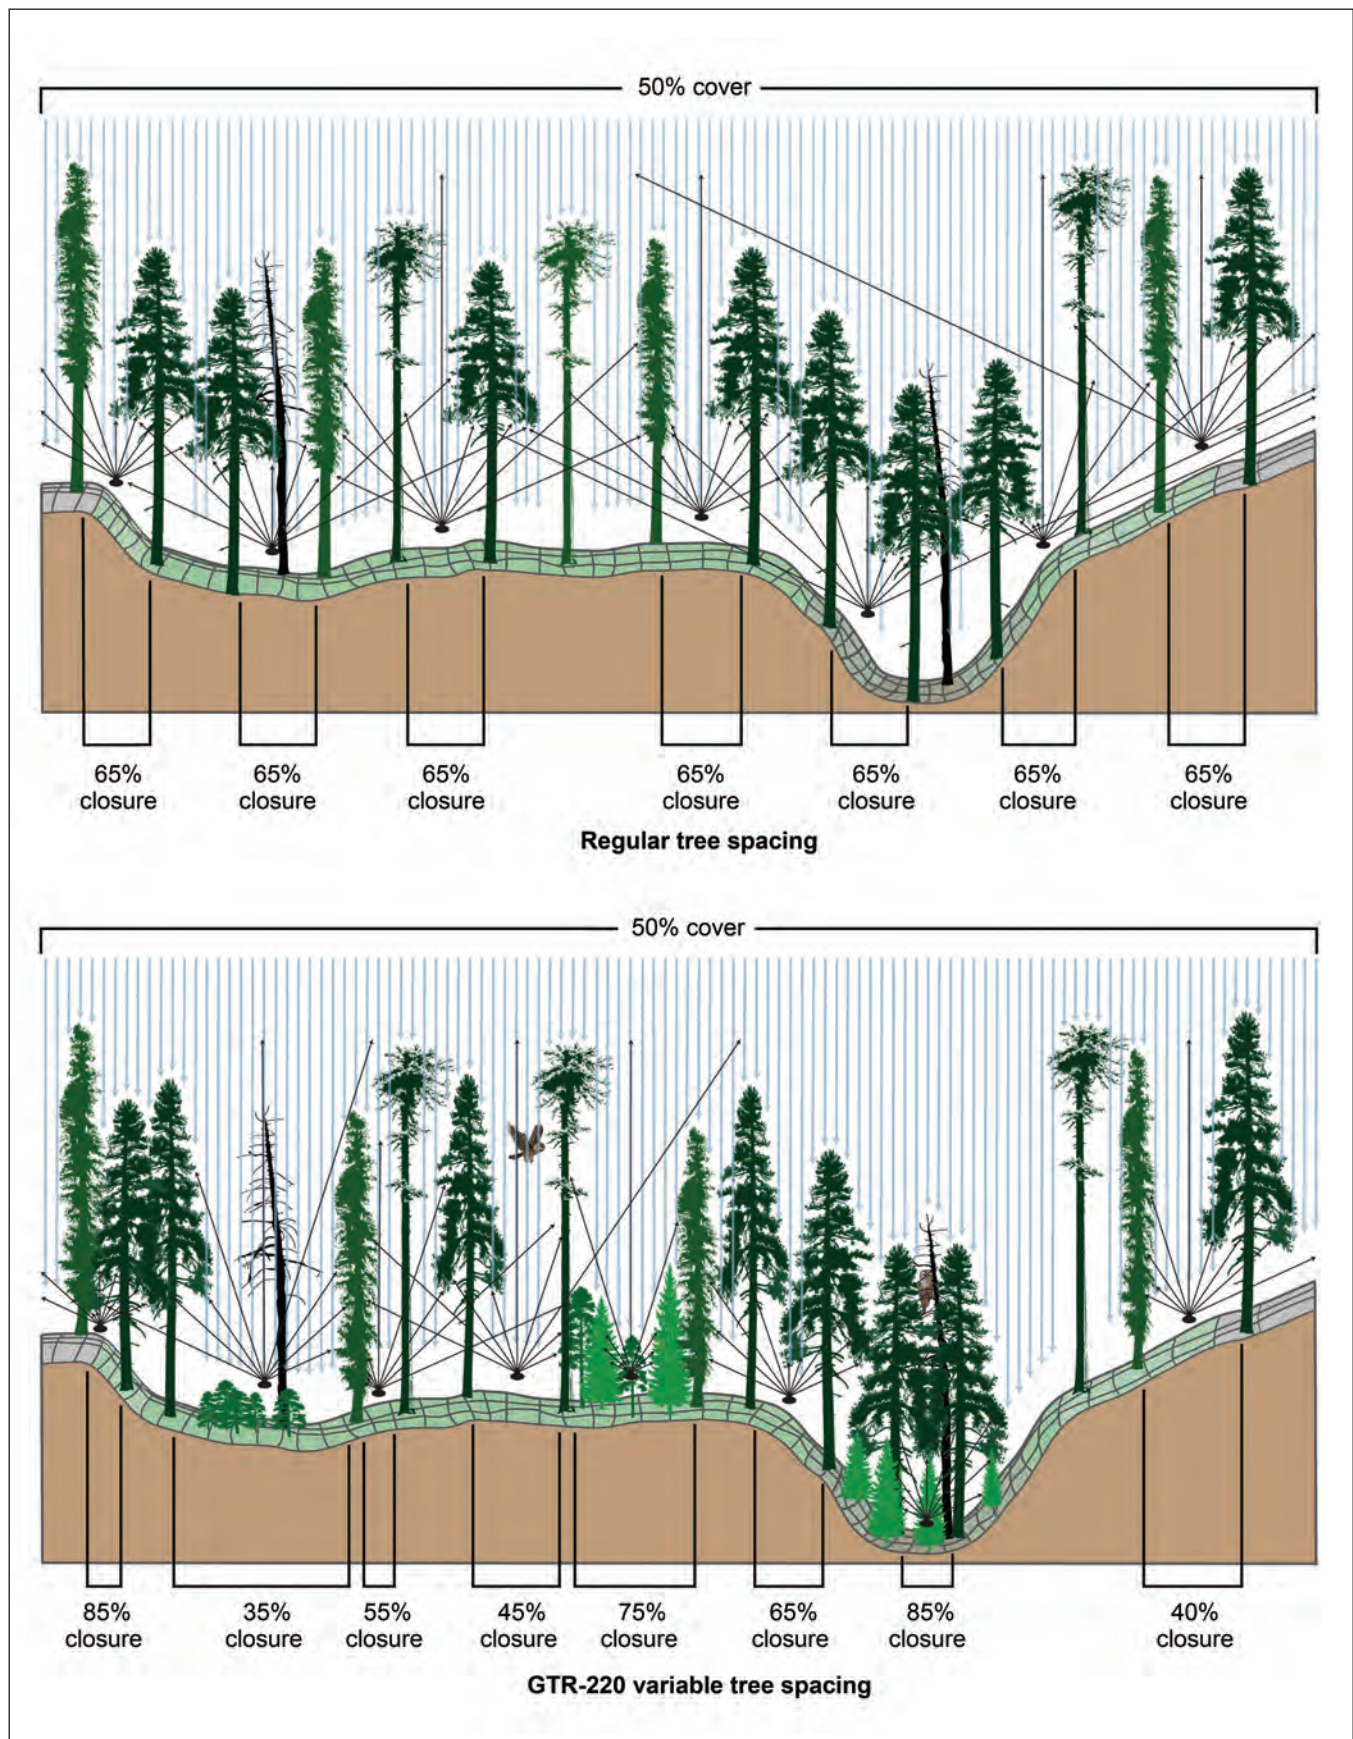 50% cover
65% 65% 65% 65% 65% 65% 65%
closure closure closure closure closure closure closure
Regular tree spacing
50% cover
85% 35% 55% 45% 75% 65% 85% 40%
closure closure closure closure closure closure closure closure
GTR-220 variable tree spacing